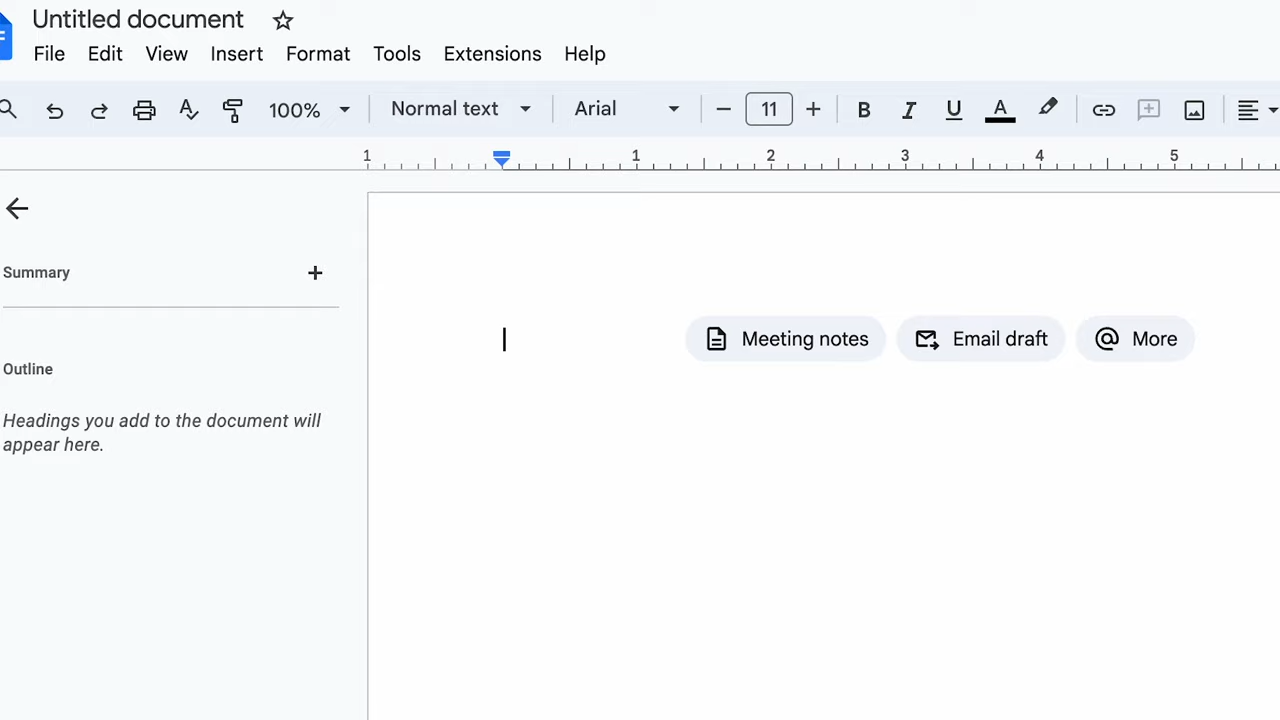 Untitled document
File Edit View Insert Format Tools Extensions Help
100% Normal text Arial 11 B I U A
1 1 2 3 4 5
Summary
Meeting notes Email draft More
Outline
Headings you add to the document will
appear here.